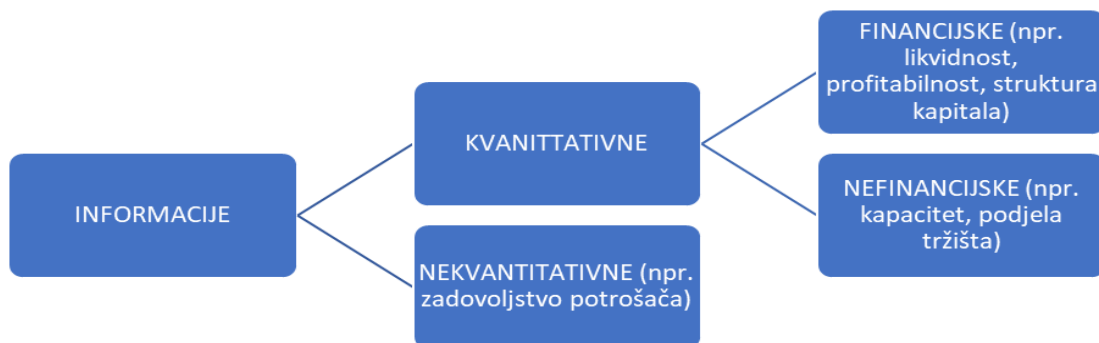 INFORMACIJE
KVANITTATIVNE
NEKVANTITATIVNE (npr.
zadovoljstvo potrošača)
FINANCIJSKE (npr.
likvidnost,
profitabilnost, struktura
kapitala)
NEFINANCIJSKE (npr.
kapacitet, podjela
tržišta)